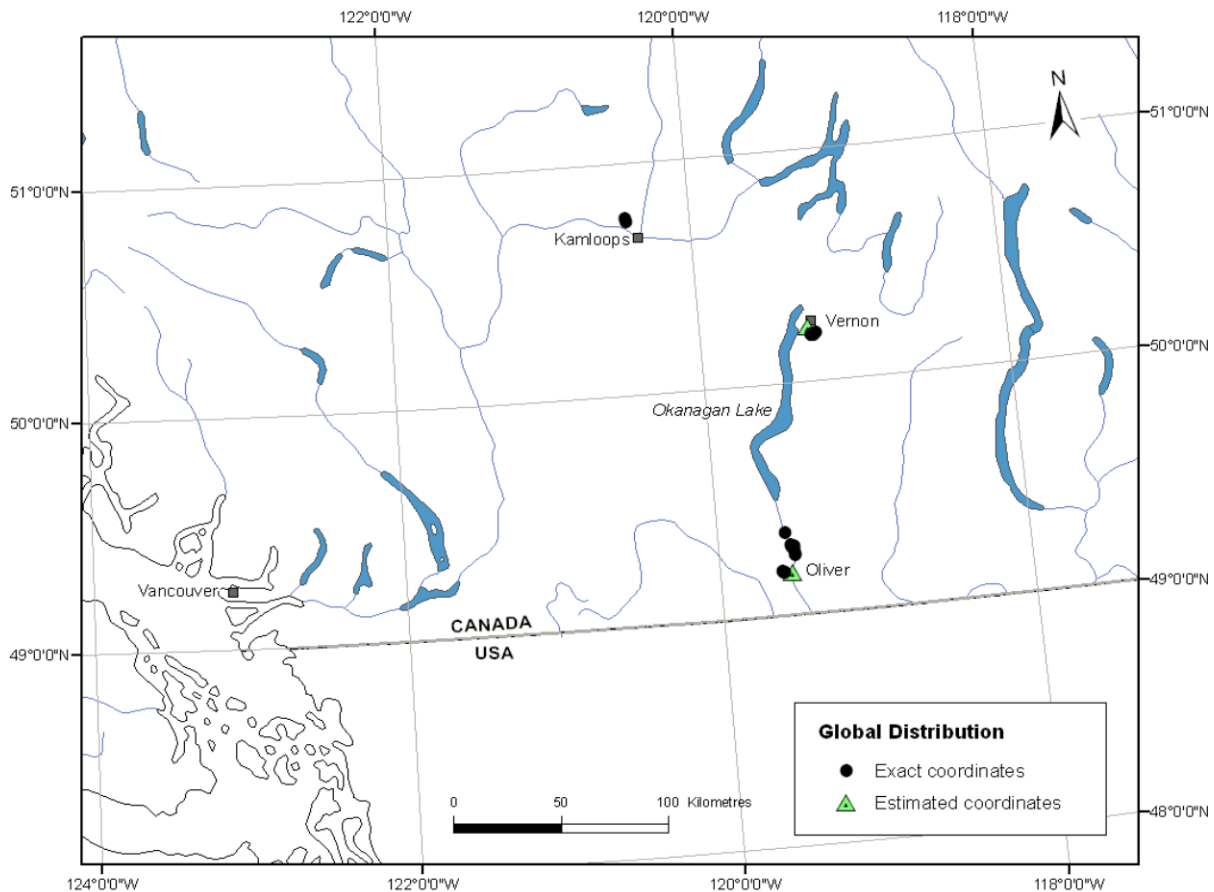 122°0'0"W 120°0'0"W 118°0'0"W
N
51°0'0"N
51°0'0"N
Kamloops
Vernon
50°0'0"N
Okanagan Lake
50°0'0"N
Oliver
49°0'0"N
Vancouver
CANADA
USA
49°0'0"N
Global Distribution
Exact coordinates
Estimated coordinates
0 50 100 Kilometres
48°0'0"N
124°0'0"W 122°0'0"W 120°0'0"W 118°0'0"W